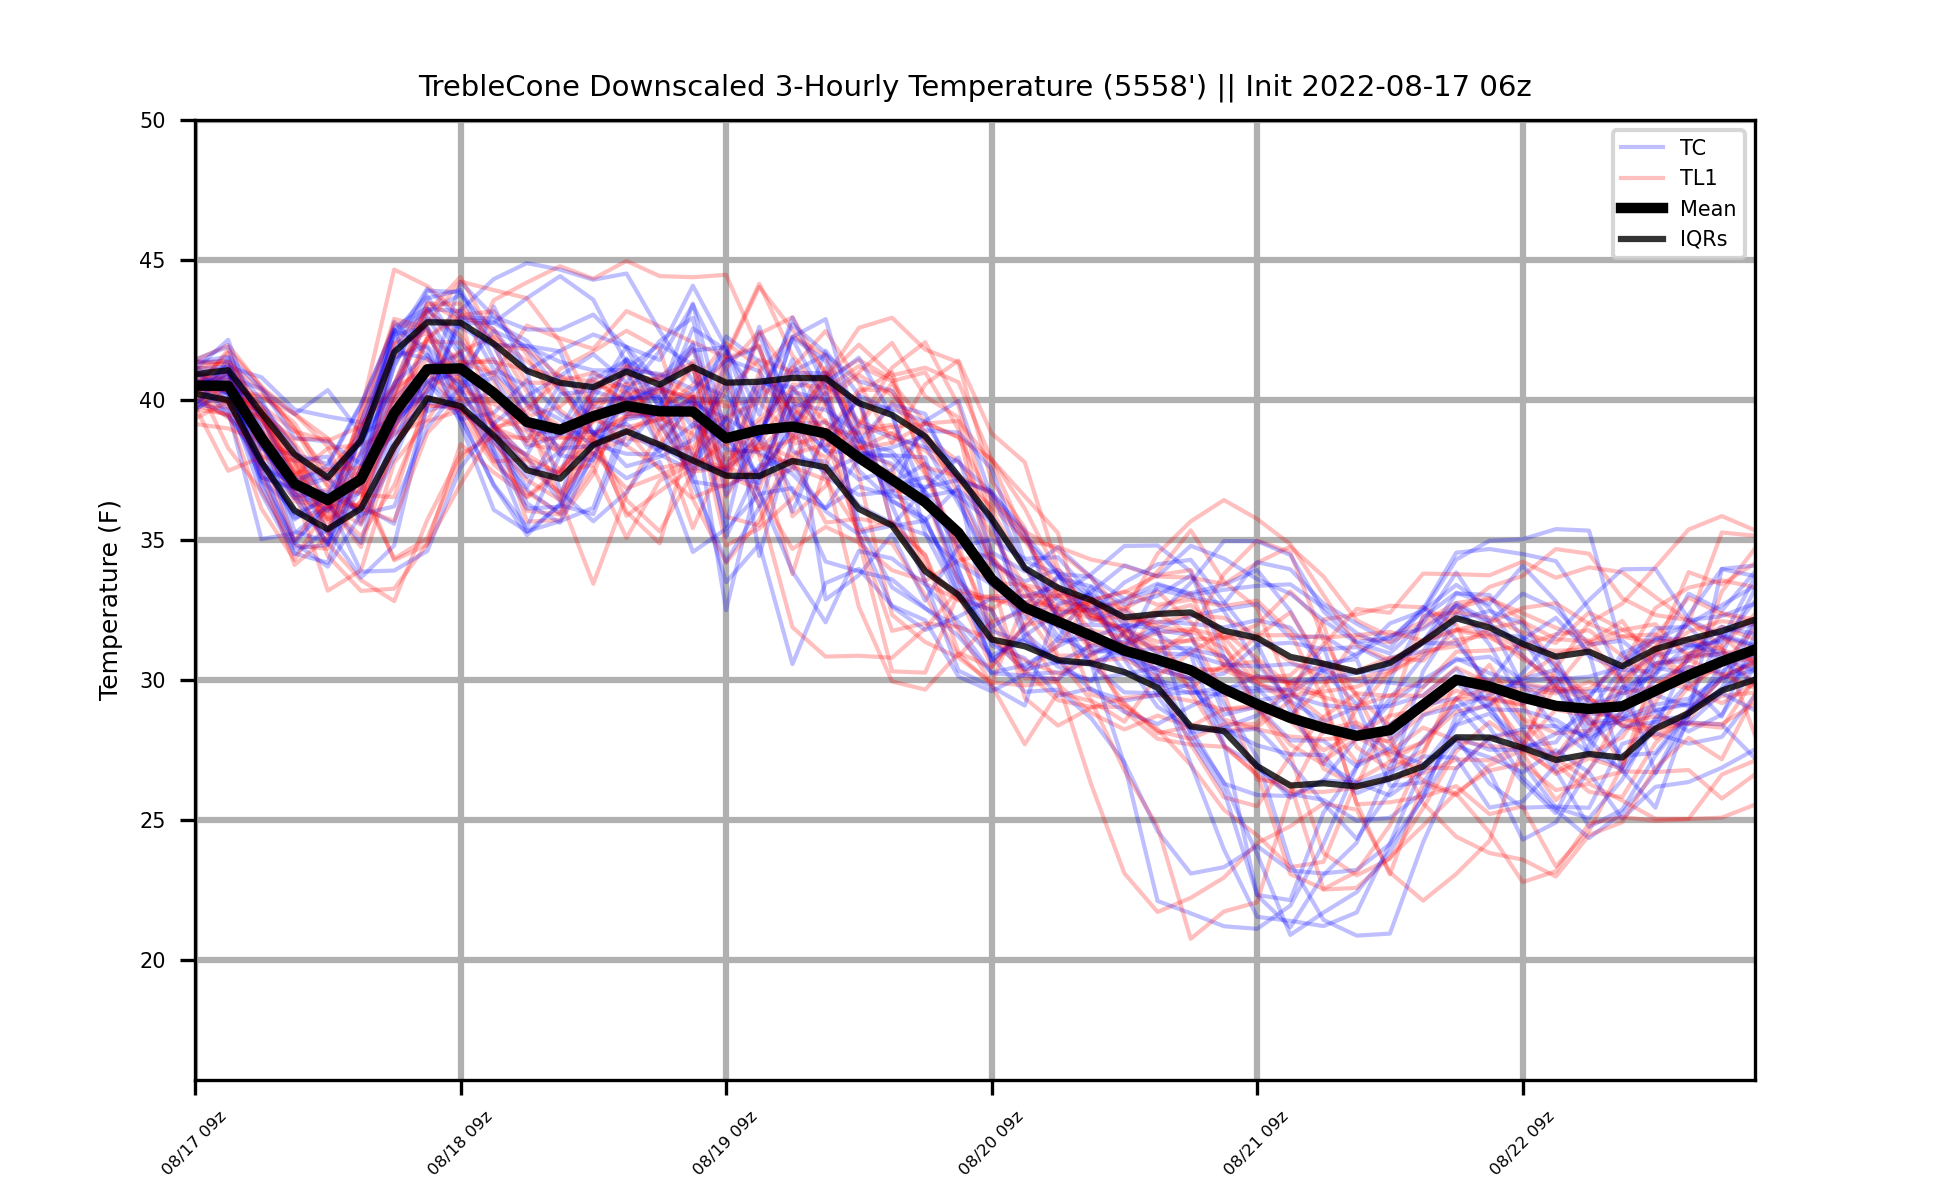 TrebleCone Downscaled 3-Hourly Temperature (5558') || Init 2022-08-17 06z
TC
TL1
Mean
IQRs
Temperature (F)
50
45
40
35
30
25
20
08/17 09z
08/18 09z
08/19 09z
08/20 09z
08/21 09z
08/22 09z